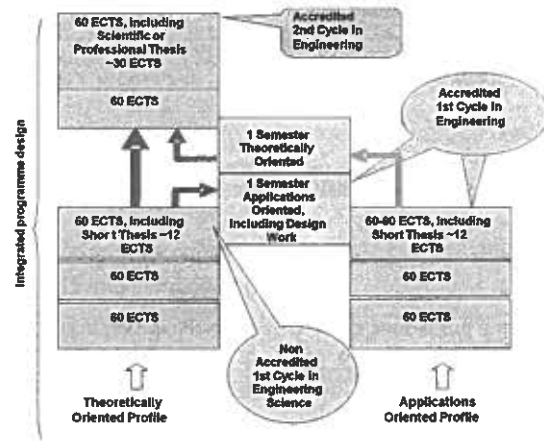 60 ECTS, Including
Scientific or
Professional Thesis
~30 ECTS
60 ECTS
Accredited
2nd Cycle in
Engineering
Accredited
1st Cycle in
Engineering
1 Semester
Theoretically
Oriented
1 Semester
Applications
Oriented,
Including Design
Work
Integrated programme design
60 ECTS, Including
Short Thesis ~12
ECTS
60 ECTS
60 ECTS
60-90 ECTS, Including
Short Thesis ~12
ECTS
60 ECTS
60 ECTS
Non
Accredited
1st Cycle in
Engineering
Science
Theoretically
Oriented Profile
Applications
Oriented Profile